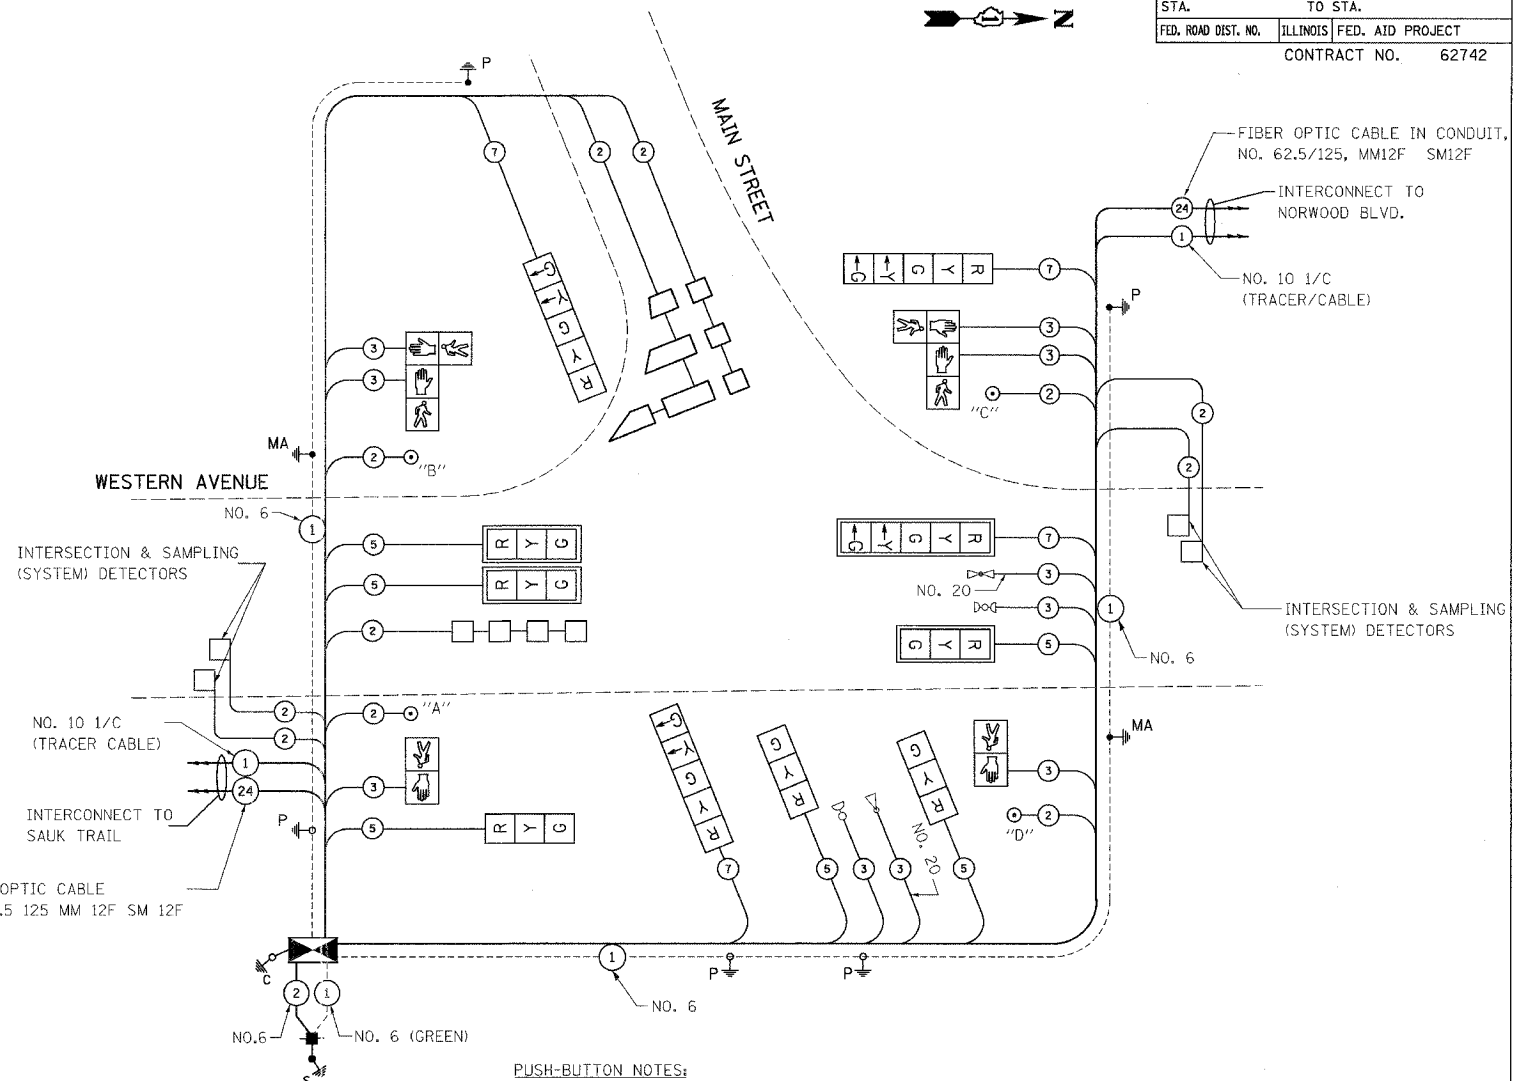 STA. TO STA.
FED. ROAD DIST. NO. ILLINOIS FED. AID PROJECT
CONTRACT NO. 62742
N
1
P
MAIN STREET
FIBER OPTIC CABLE IN CONDUIT,
NO. 62.5/125, MM12F SM12F
INTERCONNECT TO
NORWOOD BLVD.
24
1
NO. 10 1/C
(TRACER/CABLE)
7
2
2
G Y G Y R
G Y G Y R
7
P
3
3
3
3
2
"C"
2
2
MA
2
"B"
WESTERN AVENUE
NO. 6
1
INTERSECTION & SAMPLING
(SYSTEM) DETECTORS
5
R Y G
5
R Y G
2
G Y G Y R
7
NO. 20
3
3
G Y R
5
1
NO. 6
INTERSECTION & SAMPLING
(SYSTEM) DETECTORS
2
2
2
"A"
NO. 10 1/C
(TRACER CABLE)
1
24
INTERCONNECT TO
SAUK TRAIL
P
3
5
R Y G
OPTIC CABLE
.5 125 MM 12F SM 12F
G Y G Y R
7
G Y R
5
3
3
NO. 20
G Y R
5
3
"D"
2
MA
C
2
1
NO.6
NO. 6 (GREEN)
S
1
NO. 6
P
P
PUSH-BUTTON NOTES: